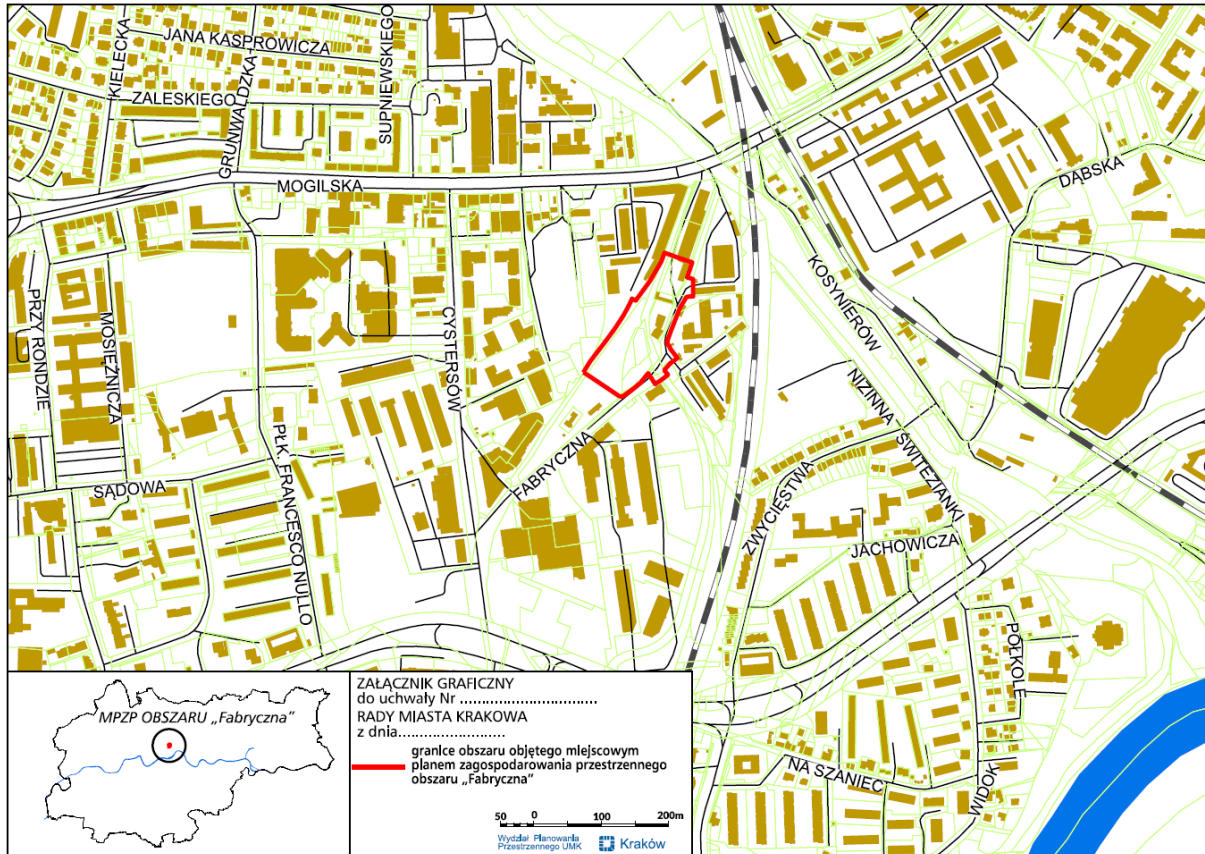 JANA KASPROWICZA
KIELECKA
SUPNIEWSKIEGO
ZALESKIEGO
GRUNWALDZKA
MOGILSKA
DĄBSKA
PRZY RONDZIE
MOSIĘŻNICZA
CYSTERSÓW
KOSYNIERÓW
PŁK. FRANCESCO NULLO
NIZINNA
ŚWITEZIANKI
FABRYCZNA
SĄDOWA
ZWYCIĘSTWA
JACHOWICZA
PÓŁKOLE
NA SZANIEC
WIDOK
MPZP OBSZARU „Fabryczna”
ZAŁĄCZNIK GRAFICZNY
do uchwały Nr ................................
RADY MIASTA KRAKOWA
z dnia.........................
granice obszaru objętego miejscowym
planem zagospodarowania przestrzennego
obszaru „Fabryczna”
50 0 100 200m
Wydział Planowania
Przestrzennego UMK
Kraków